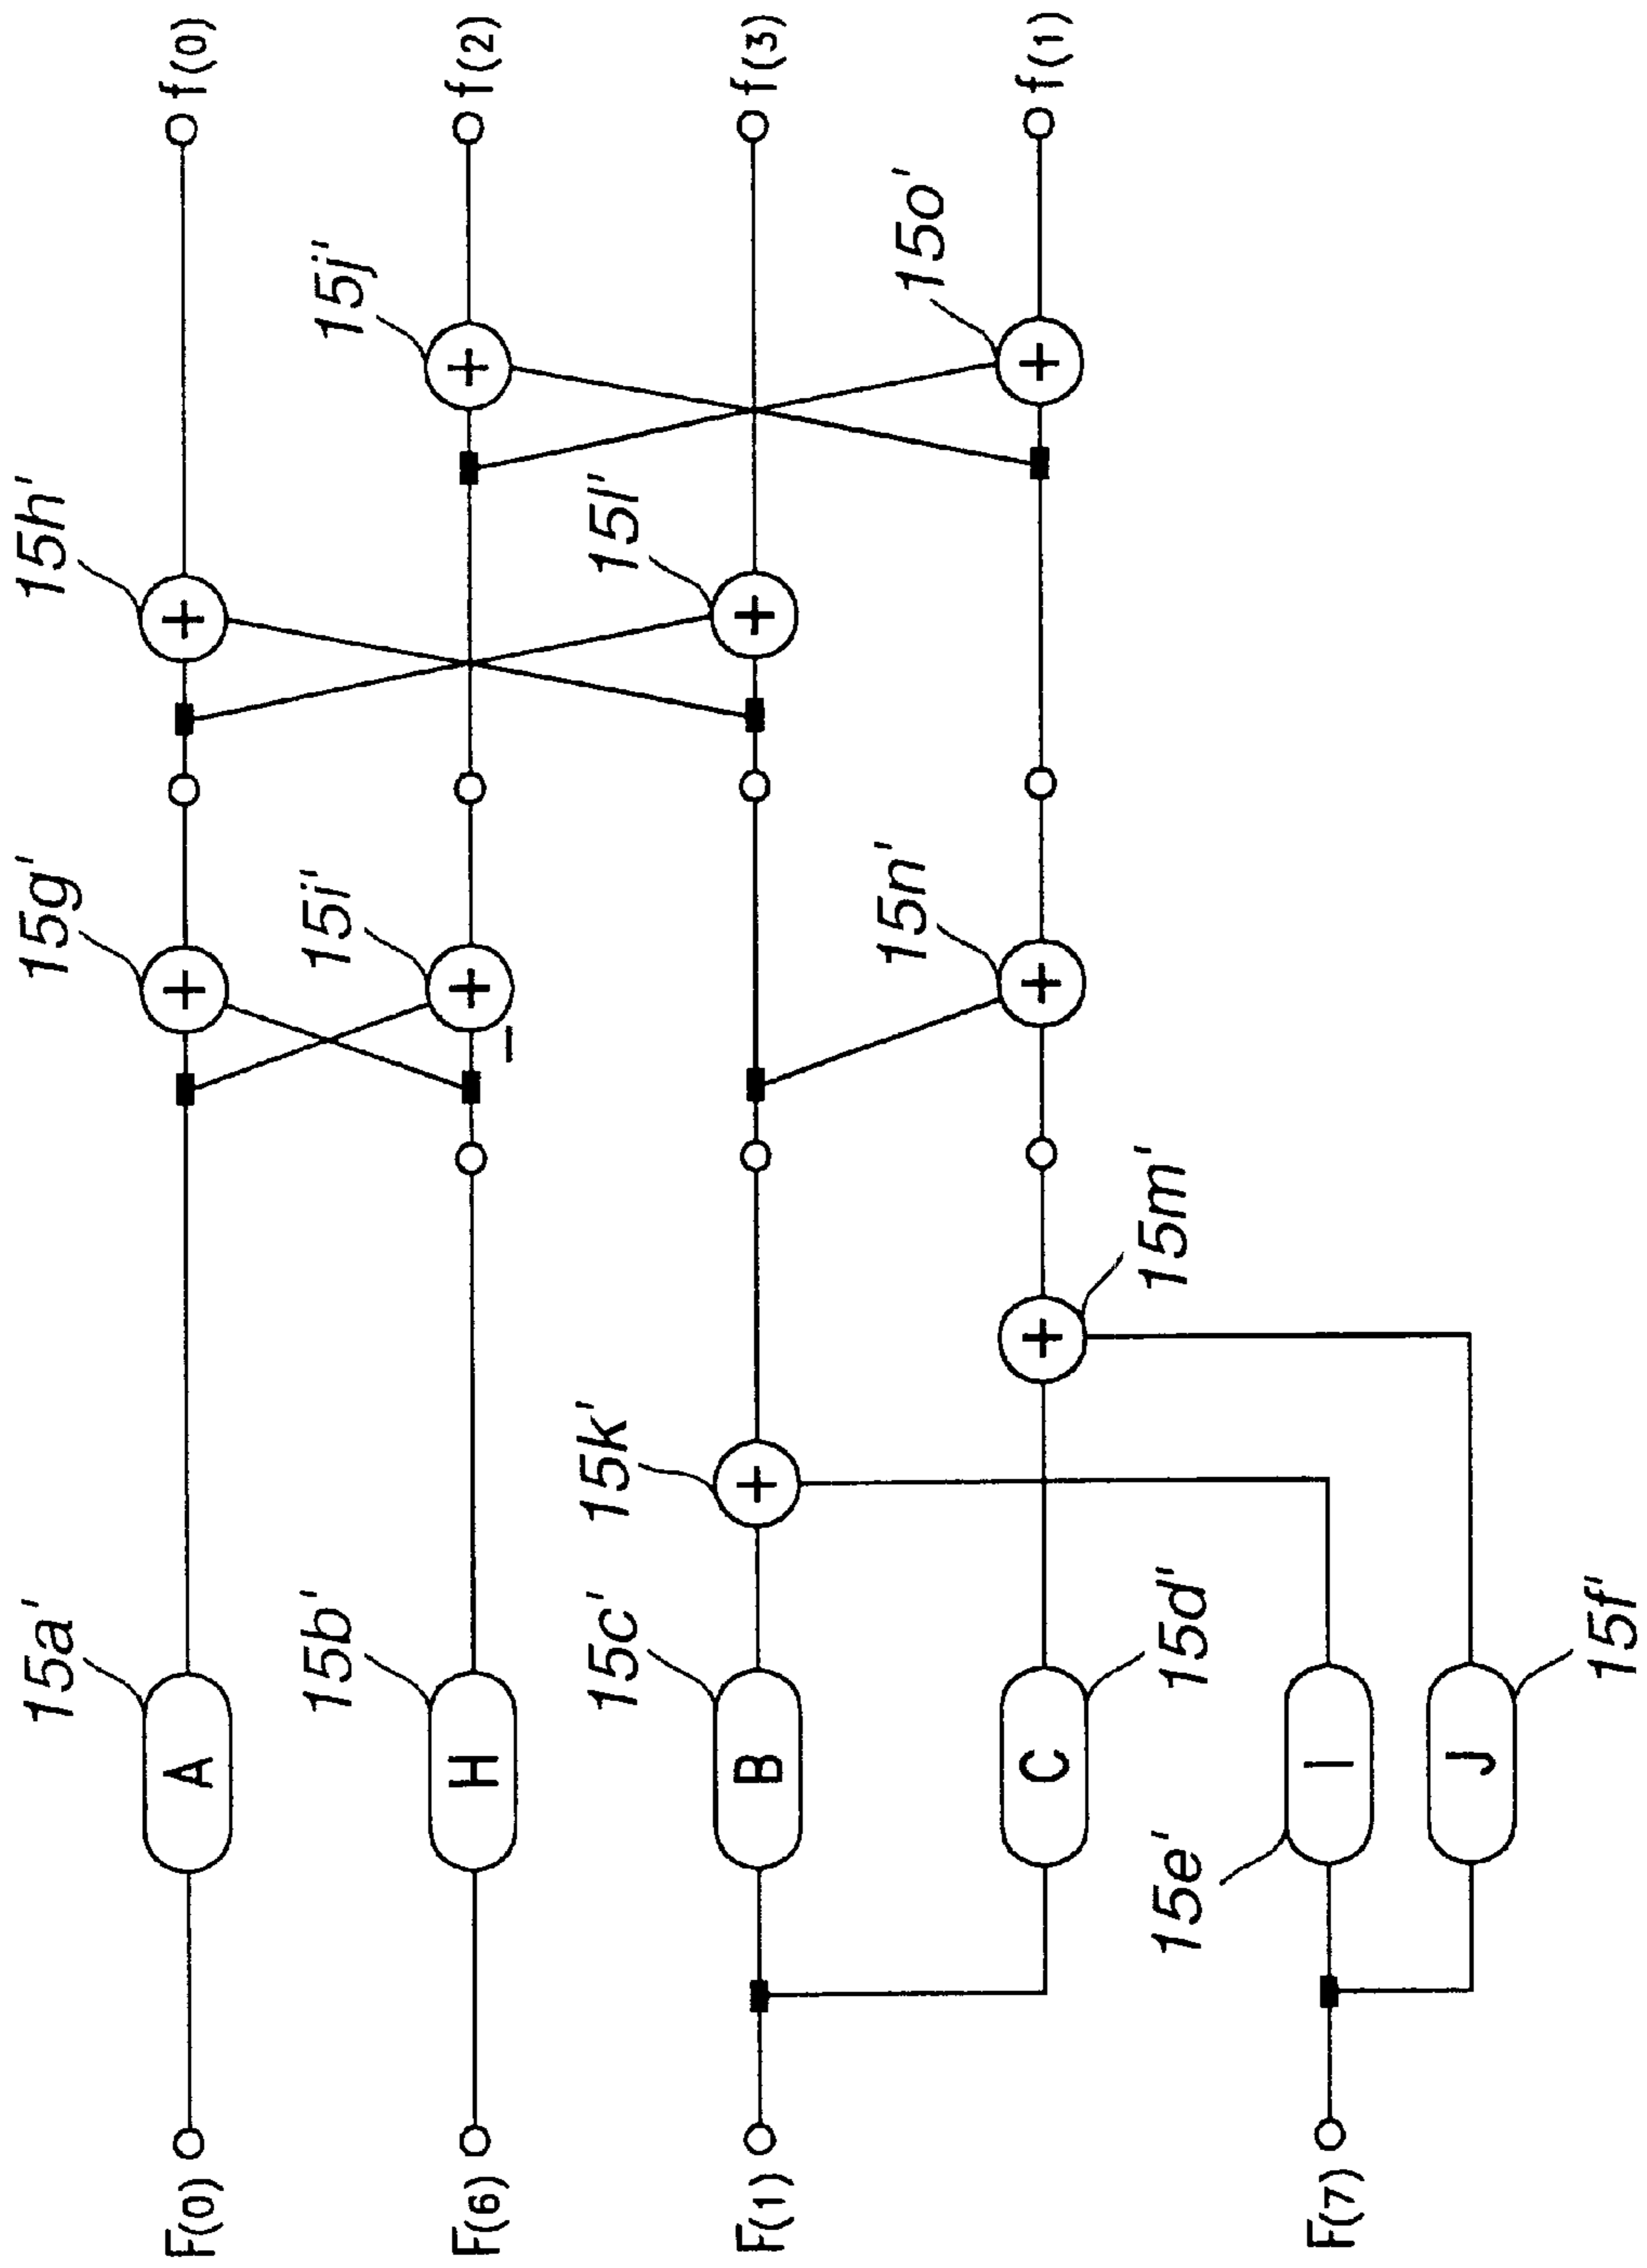 F(0)
A
15a'
+
15g'
+
15h'
f(0)
F(6)
H
15b'
+
15i'
−
+
15j'
f(2)
F(1)
B
15c'
+
15k'
+
15l'
f(3)
C
15d'
+
15m'
+
15n'
+
15o'
f(1)
F(7)
I
15e'
J
15f'